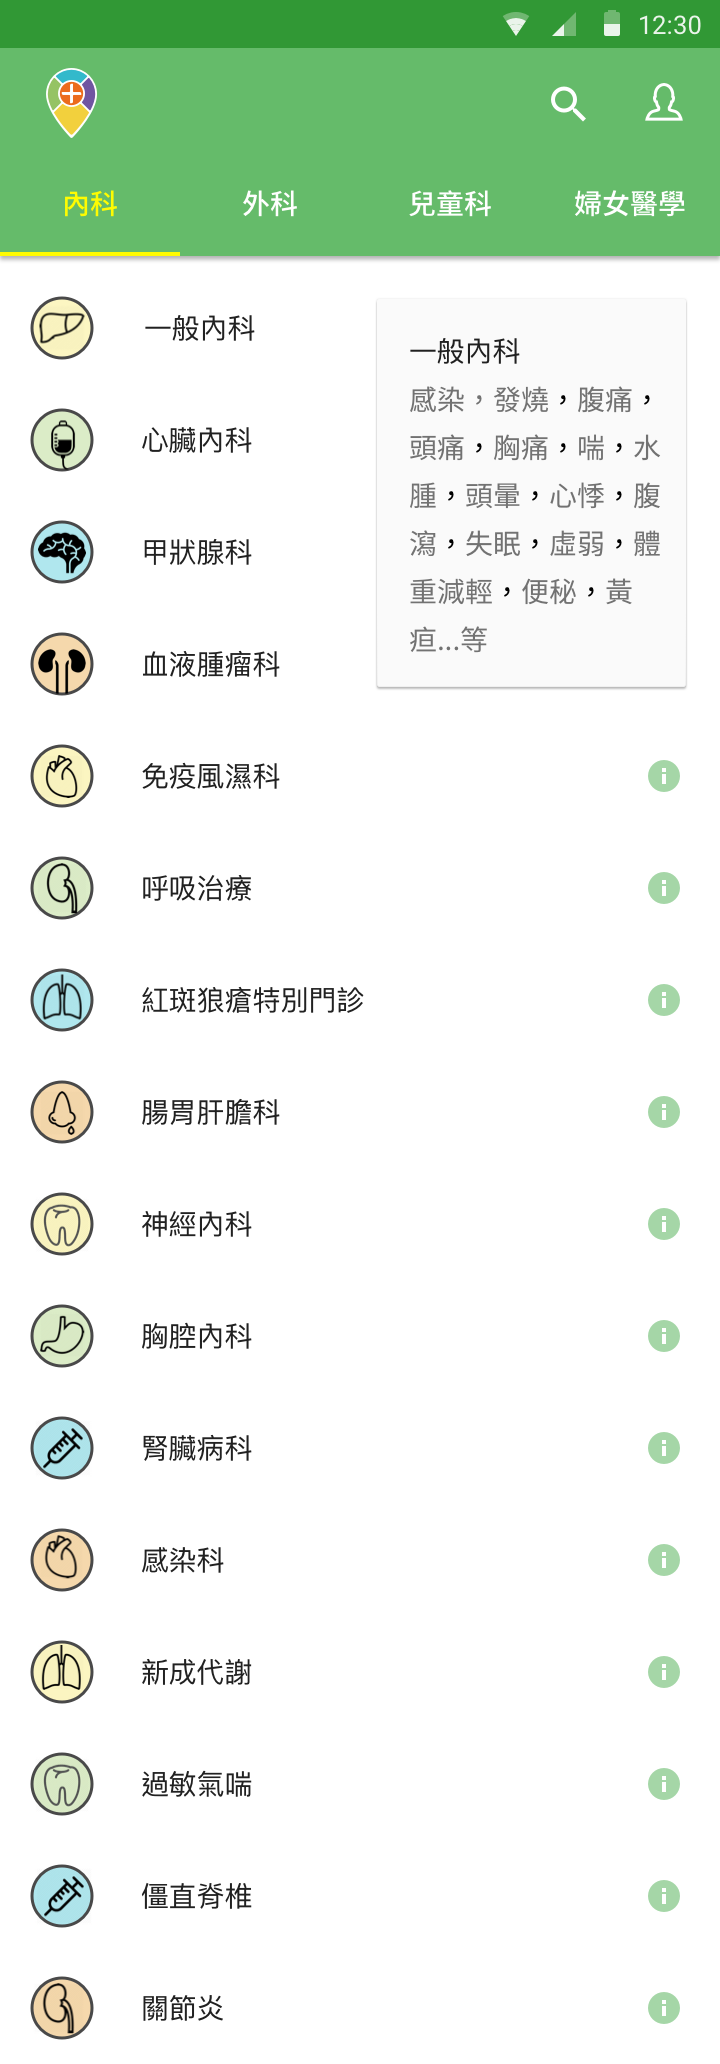 12:30
內科
外科
兒童科
婦女醫學
一般內科
心臟內科
甲狀腺科
血液腫瘤科
一般內科
感染，發燒，腹痛，
頭痛，胸痛，喘，水
腫，頭暈，心悸，腹
瀉，失眠，虛弱，體
重減輕，便秘，黃
疸...等
免疫風濕科
呼吸治療
紅斑狼瘡特別門診
腸胃肝膽科
神經內科
胸腔內科
腎臟病科
感染科
新成代謝
過敏氣喘
僵直脊椎
關節炎